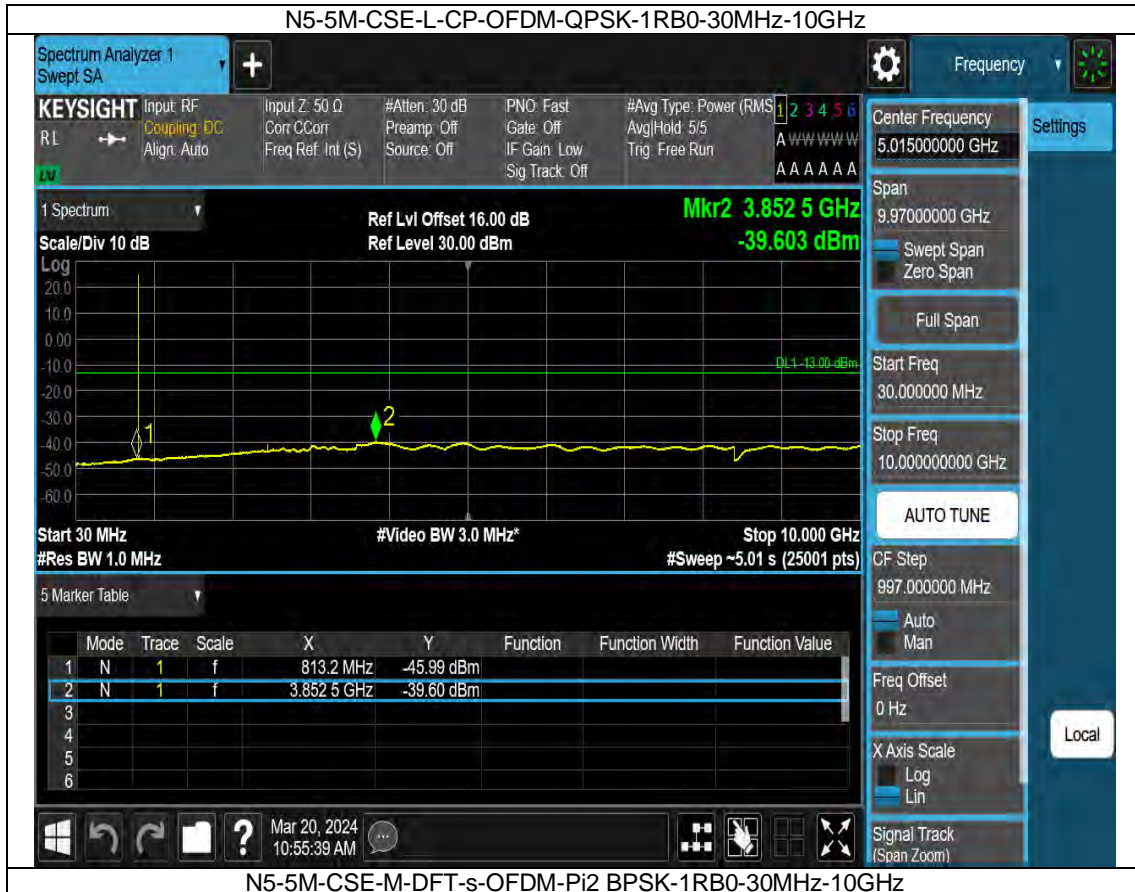 N5-5M-CSE-L-CP-OFDM-QPSK-1RB0-30MHz-10GHz
Spectrum Analyzer 1
Swept SA
+
Frequency
KEYSIGHT
RL
Input: RF
Coupling: DC
Align: Auto
Input Z: 50 Ω
Corr CCorr
Freq Ref: Int (S)
#Atten: 30 dB
Preamp: Off
Source: Off
PNO: Fast
Gate: Off
IF Gain: Low
Sig Track: Off
#Avg Type: Power (RMS
Avg|Hold: 5/5
Trig: Free Run
1 2 3 4 5 6
A W W W W W
A A A A A A
1 Spectrum
Scale/Div 10 dB
Ref Lvl Offset 16.00 dB
Ref Level 30.00 dBm
Mkr2 3.852 5 GHz
-39.603 dBm
Log
20.0
10.0
0.00
-10.0
-20.0
-30.0
-40.0
-50.0
-60.0
DL1 -13.00 dBm
1
2
Start 30 MHz
#Res BW 1.0 MHz
#Video BW 3.0 MHz*
Stop 10.000 GHz
#Sweep ~5.01 s (25001 pts)
5 Marker Table
Mode Trace Scale X Y Function Function Width Function Value
1 N 1 f 813.2 MHz -45.99 dBm
2 N 1 f 3.852 5 GHz -39.60 dBm
3
4
5
6
Center Frequency
5.015000000 GHz
Settings
Span
9.97000000 GHz
Swept Span
Zero Span
Full Span
Start Freq
30.000000 MHz
Stop Freq
10.000000000 GHz
AUTO TUNE
CF Step
997.000000 MHz
Auto
Man
Freq Offset
0 Hz
X Axis Scale
Log
Lin
Local
Signal Track
(Span Zoom)
?
Mar 20, 2024
10:55:39 AM
N5-5M-CSE-M-DFT-s-OFDM-Pi2 BPSK-1RB0-30MHz-10GHz